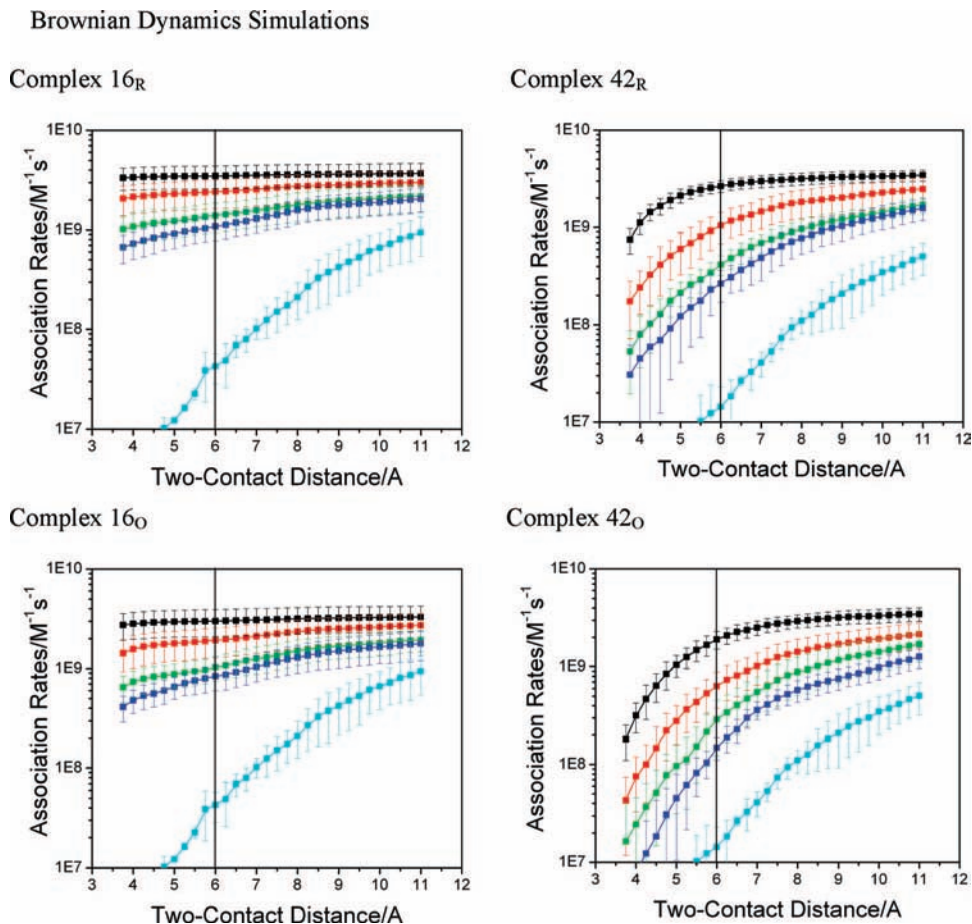 Brownian Dynamics Simulations
Complex 16R
Association Rates/M-1s-1
1E10
1E9
1E8
1E7
3 4 5 6 7 8 9 10 11 12
Two-Contact Distance/A
Complex 42R
Association Rates/M-1s-1
1E10
1E9
1E8
1E7
3 4 5 6 7 8 9 10 11 12
Two-Contact Distance/A
Complex 16O
Association Rates/M-1s-1
1E10
1E9
1E8
1E7
3 4 5 6 7 8 9 10 11 12
Two-Contact Distance/A
Complex 42O
Association Rates/M-1s-1
1E10
1E9
1E8
1E7
3 4 5 6 7 8 9 10 11 12
Two-Contact Distance/A